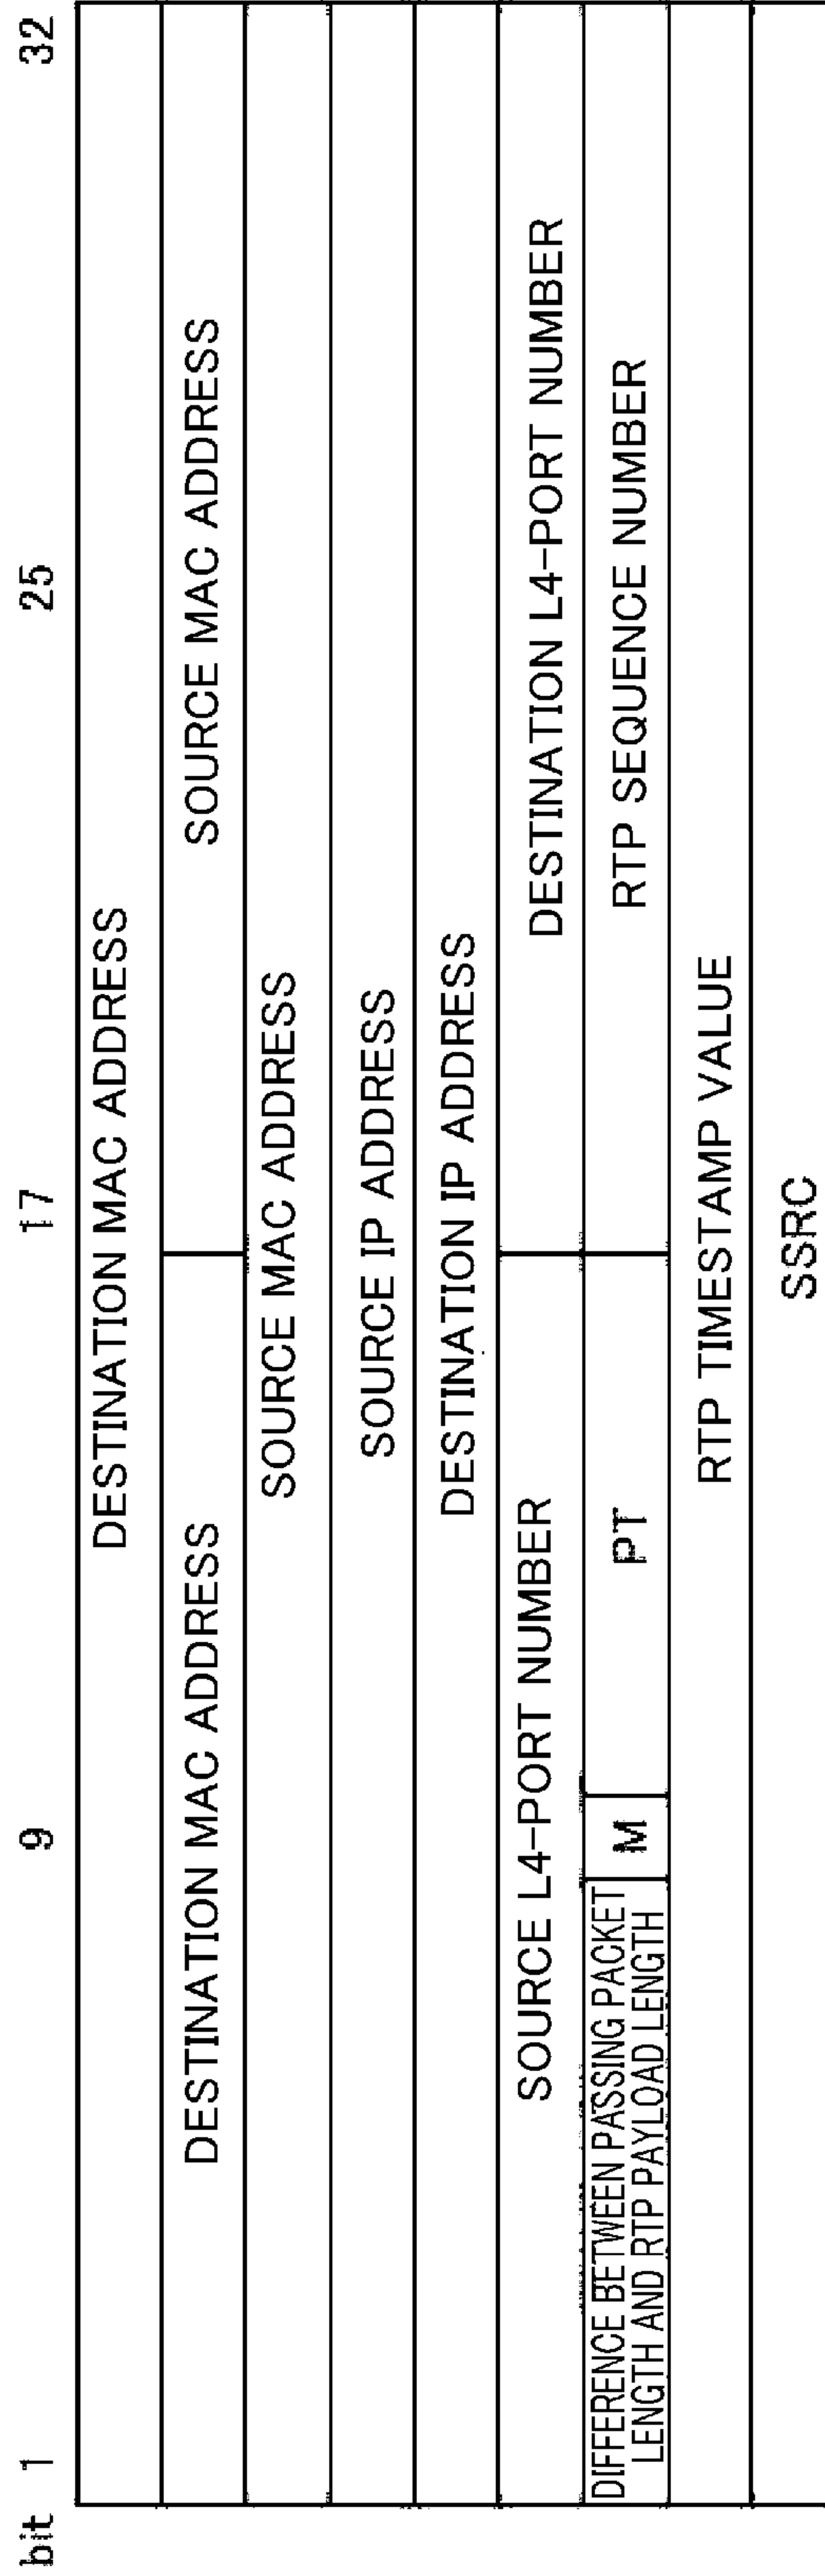 bit 1 9 17 25 32
DESTINATION MAC ADDRESS
DESTINATION MAC ADDRESS SOURCE MAC ADDRESS
SOURCE MAC ADDRESS
SOURCE IP ADDRESS
DESTINATION IP ADDRESS
SOURCE L4-PORT NUMBER DESTINATION L4-PORT NUMBER
DIFFERENCE BETWEEN PASSING PACKET
LENGTH AND RTP PAYLOAD LENGTH
M PT RTP SEQUENCE NUMBER
RTP TIMESTAMP VALUE
SSRC